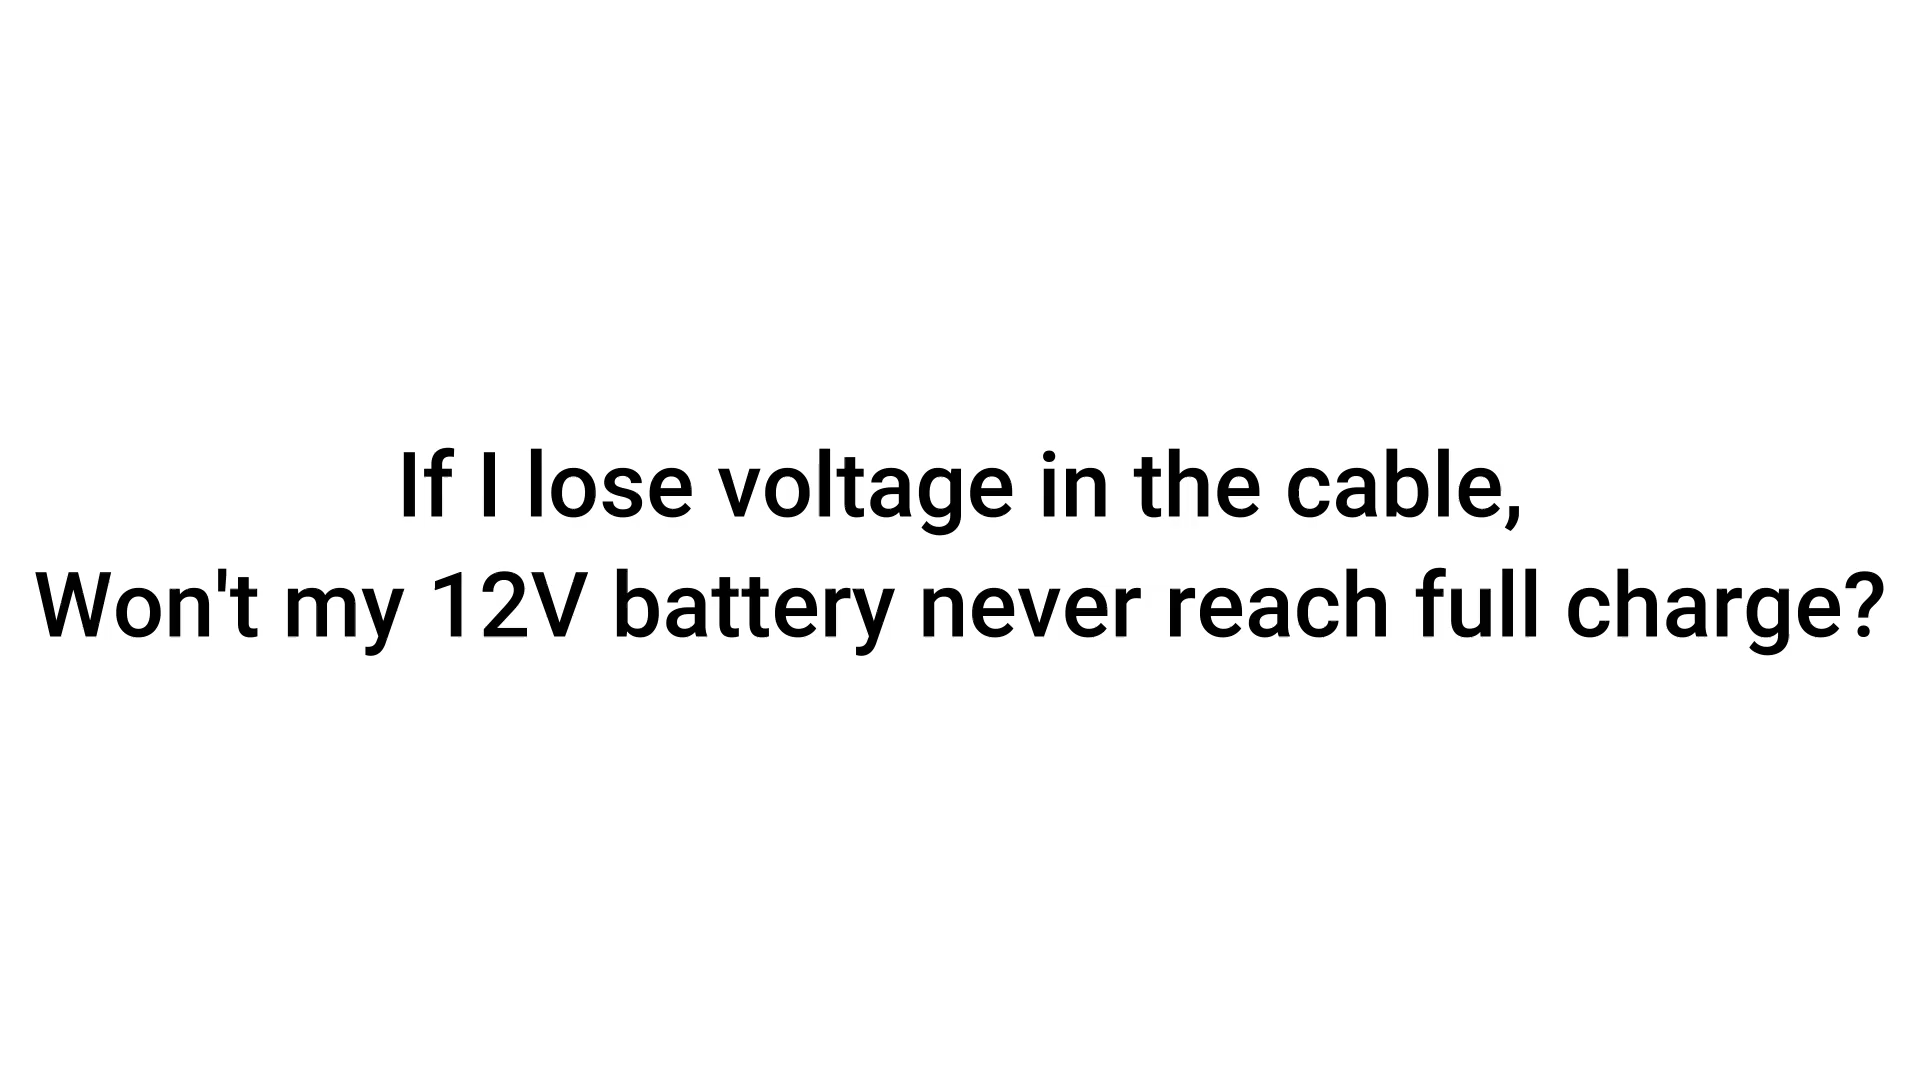 If I lose voltage in the cable,
Won't my 12V battery never reach full charge?